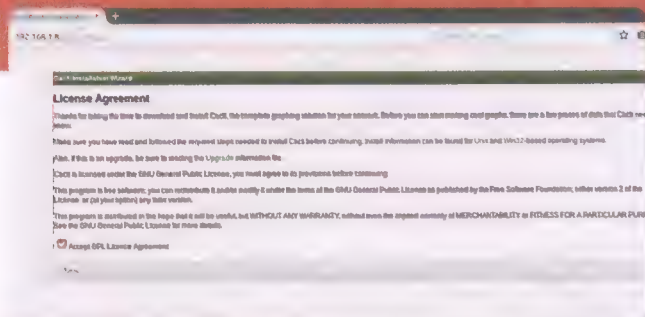 192.168.1.8
Cacti Installation Wizard
License Agreement
Thanks for taking the time to download and install Cacti, the complete graphing solution for your network. Before you can start making cool graphs, there are a few pieces of data that Cacti
Make sure you have read and followed the required steps needed to install Cacti before continuing. Install information can be found for Unix and Win32-based operating systems.
Also, if this is an upgrade, be sure to reading the Upgrade information file.
Cacti is licensed under the GNU General Public License, you must agree to its provisions before continuing:
This program is free software; you can redistribute it and/or modify it under the terms of the GNU General Public License as published by the Free Software Foundation; either version 2 of the
License, or (at your option) any later version.
This program is distributed in the hope that it will be useful, but WITHOUT ANY WARRANTY; without even the implied warranty of MERCHANTABILITY or FITNESS FOR A PARTICULAR
See the GNU General Public License for more details.
Accept GPL License Agreement